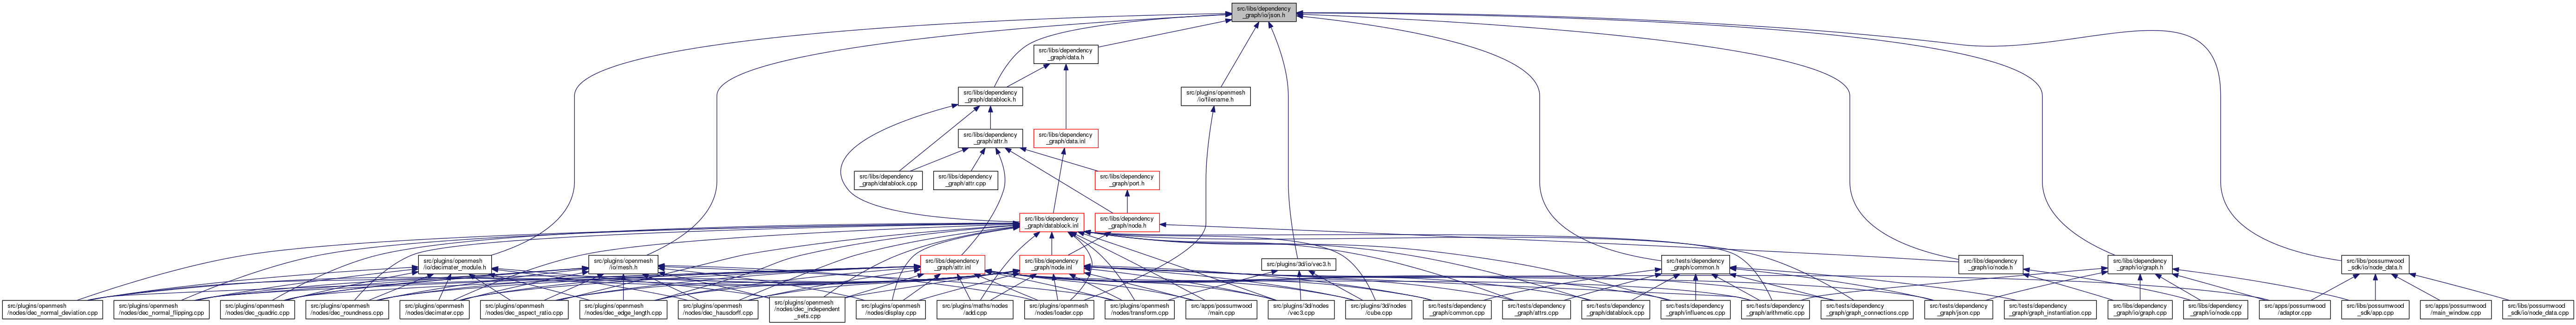 src/libs/dependency
_graph/io/json.h
src/libs/dependency
_graph/data.h
src/libs/dependency
_graph/datablock.h
src/plugins/openmesh
/io/filename.h
src/libs/dependency
_graph/attr.h
src/libs/dependency
_graph/data.inl
src/libs/dependency
_graph/datablock.cpp
src/libs/dependency
_graph/attr.cpp
src/libs/dependency
_graph/port.h
src/libs/dependency
_graph/datablock.inl
src/libs/dependency
_graph/node.h
src/plugins/openmesh
/io/decimater_module.h
src/plugins/openmesh
/io/mesh.h
src/libs/dependency
_graph/attr.inl
src/libs/dependency
_graph/node.inl
src/plugins/3d/io/vec3.h
src/tests/dependency
_graph/common.h
src/libs/dependency
_graph/io/node.h
src/libs/dependency
_graph/io/graph.h
src/libs/possumwood
_sdk/io/node_data.h
src/plugins/openmesh
/nodes/dec_normal_deviation.cpp
src/plugins/openmesh
/nodes/dec_normal_flipping.cpp
src/plugins/openmesh
/nodes/dec_quadric.cpp
src/plugins/openmesh
/nodes/dec_roundness.cpp
src/plugins/openmesh
/nodes/decimater.cpp
src/plugins/openmesh
/nodes/dec_aspect_ratio.cpp
src/plugins/openmesh
/nodes/dec_edge_length.cpp
src/plugins/openmesh
/nodes/dec_hausdorff.cpp
src/plugins/openmesh
/nodes/dec_independent
_sets.cpp
src/plugins/openmesh
/nodes/display.cpp
src/plugins/maths/nodes
/add.cpp
src/plugins/openmesh
/nodes/loader.cpp
src/plugins/openmesh
/nodes/transform.cpp
src/apps/possumwood
/main.cpp
src/plugins/3d/nodes
/vec3.cpp
src/plugins/3d/nodes
/cube.cpp
src/tests/dependency
_graph/common.cpp
src/tests/dependency
_graph/attrs.cpp
src/tests/dependency
_graph/datablock.cpp
src/tests/dependency
_graph/influences.cpp
src/tests/dependency
_graph/arithmetic.cpp
src/tests/dependency
_graph/graph_connections.cpp
src/tests/dependency
_graph/json.cpp
src/tests/dependency
_graph/graph_instantiation.cpp
src/libs/dependency
_graph/io/graph.cpp
src/libs/dependency
_graph/io/node.cpp
src/apps/possumwood
/adaptor.cpp
src/libs/possumwood
_sdk/app.cpp
src/apps/possumwood
/main_window.cpp
src/libs/possumwood
_sdk/io/node_data.cpp